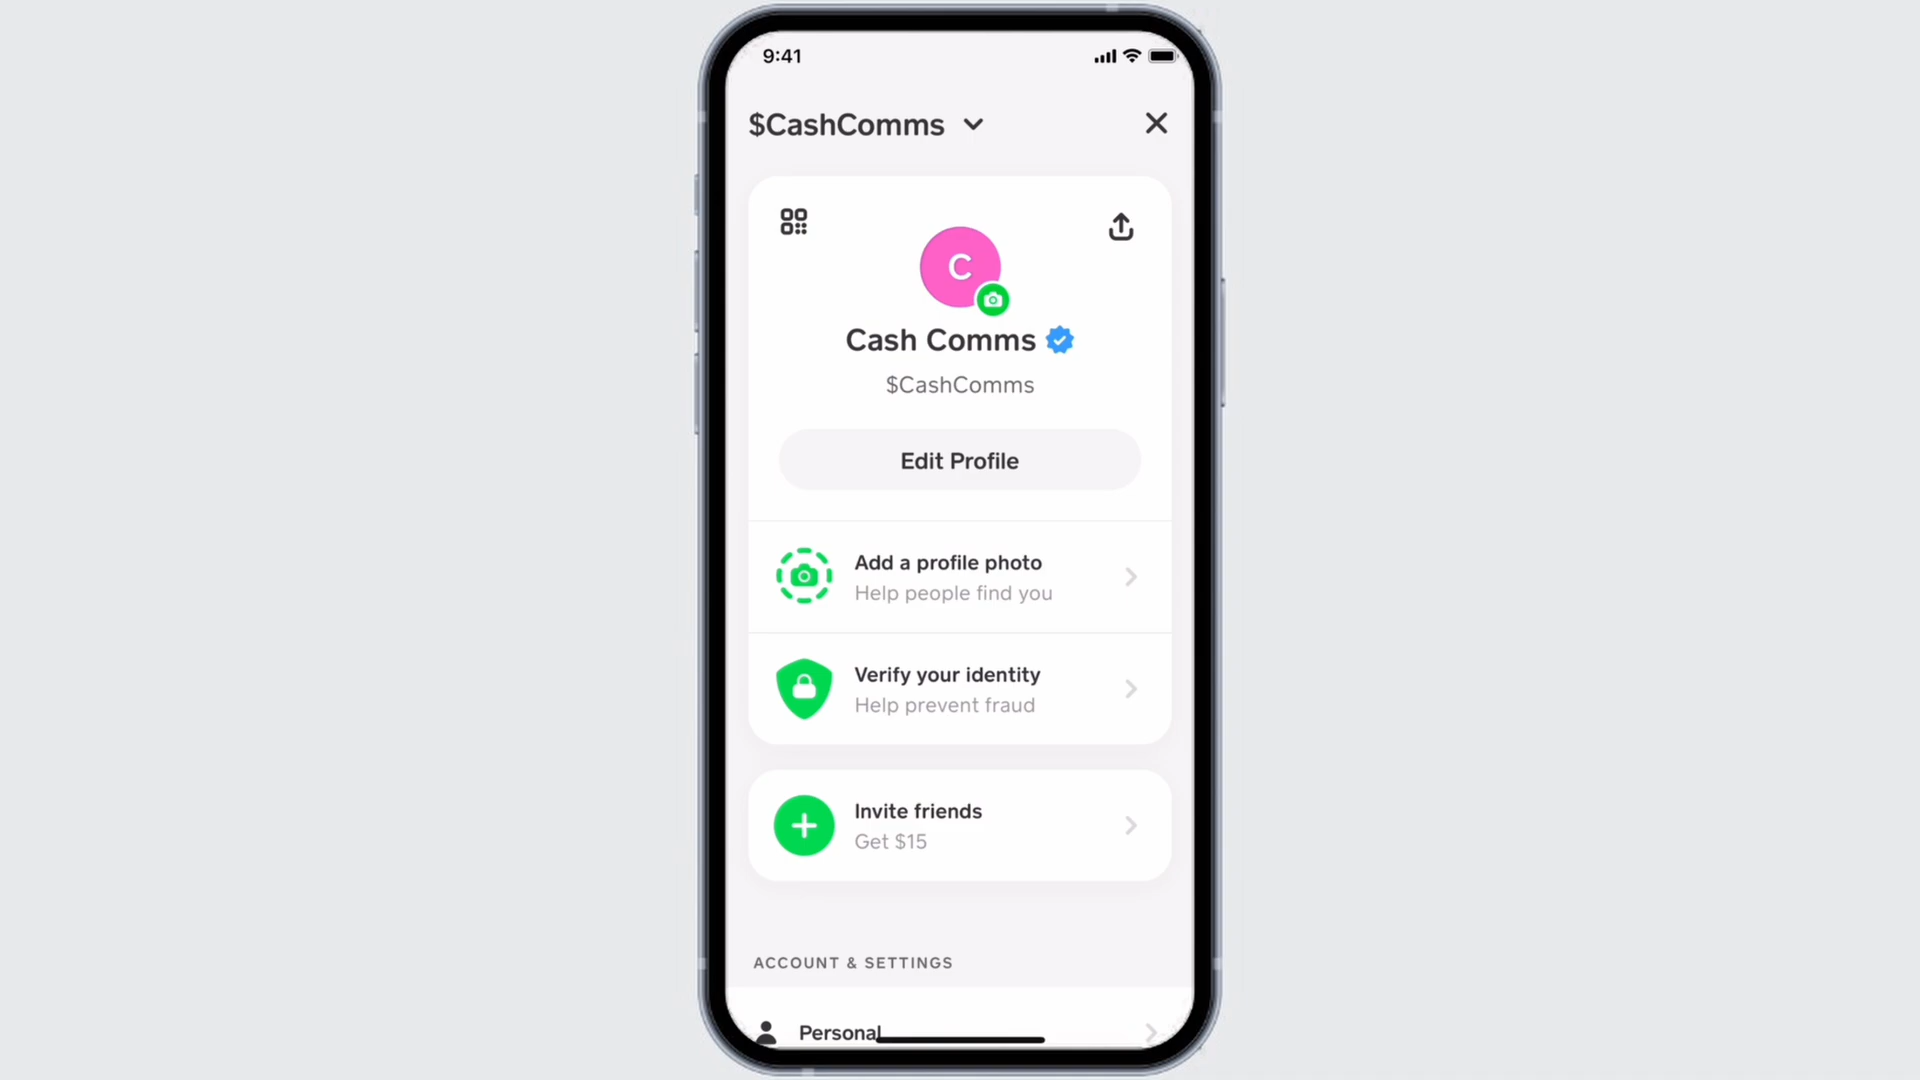 9:41
$CashComms
C
Cash Comms
$CashComms
Edit Profile
Add a profile photo
Help people find you
Verify your identity
Help prevent fraud
Invite friends
Get $15
ACCOUNT & SETTINGS
Personal